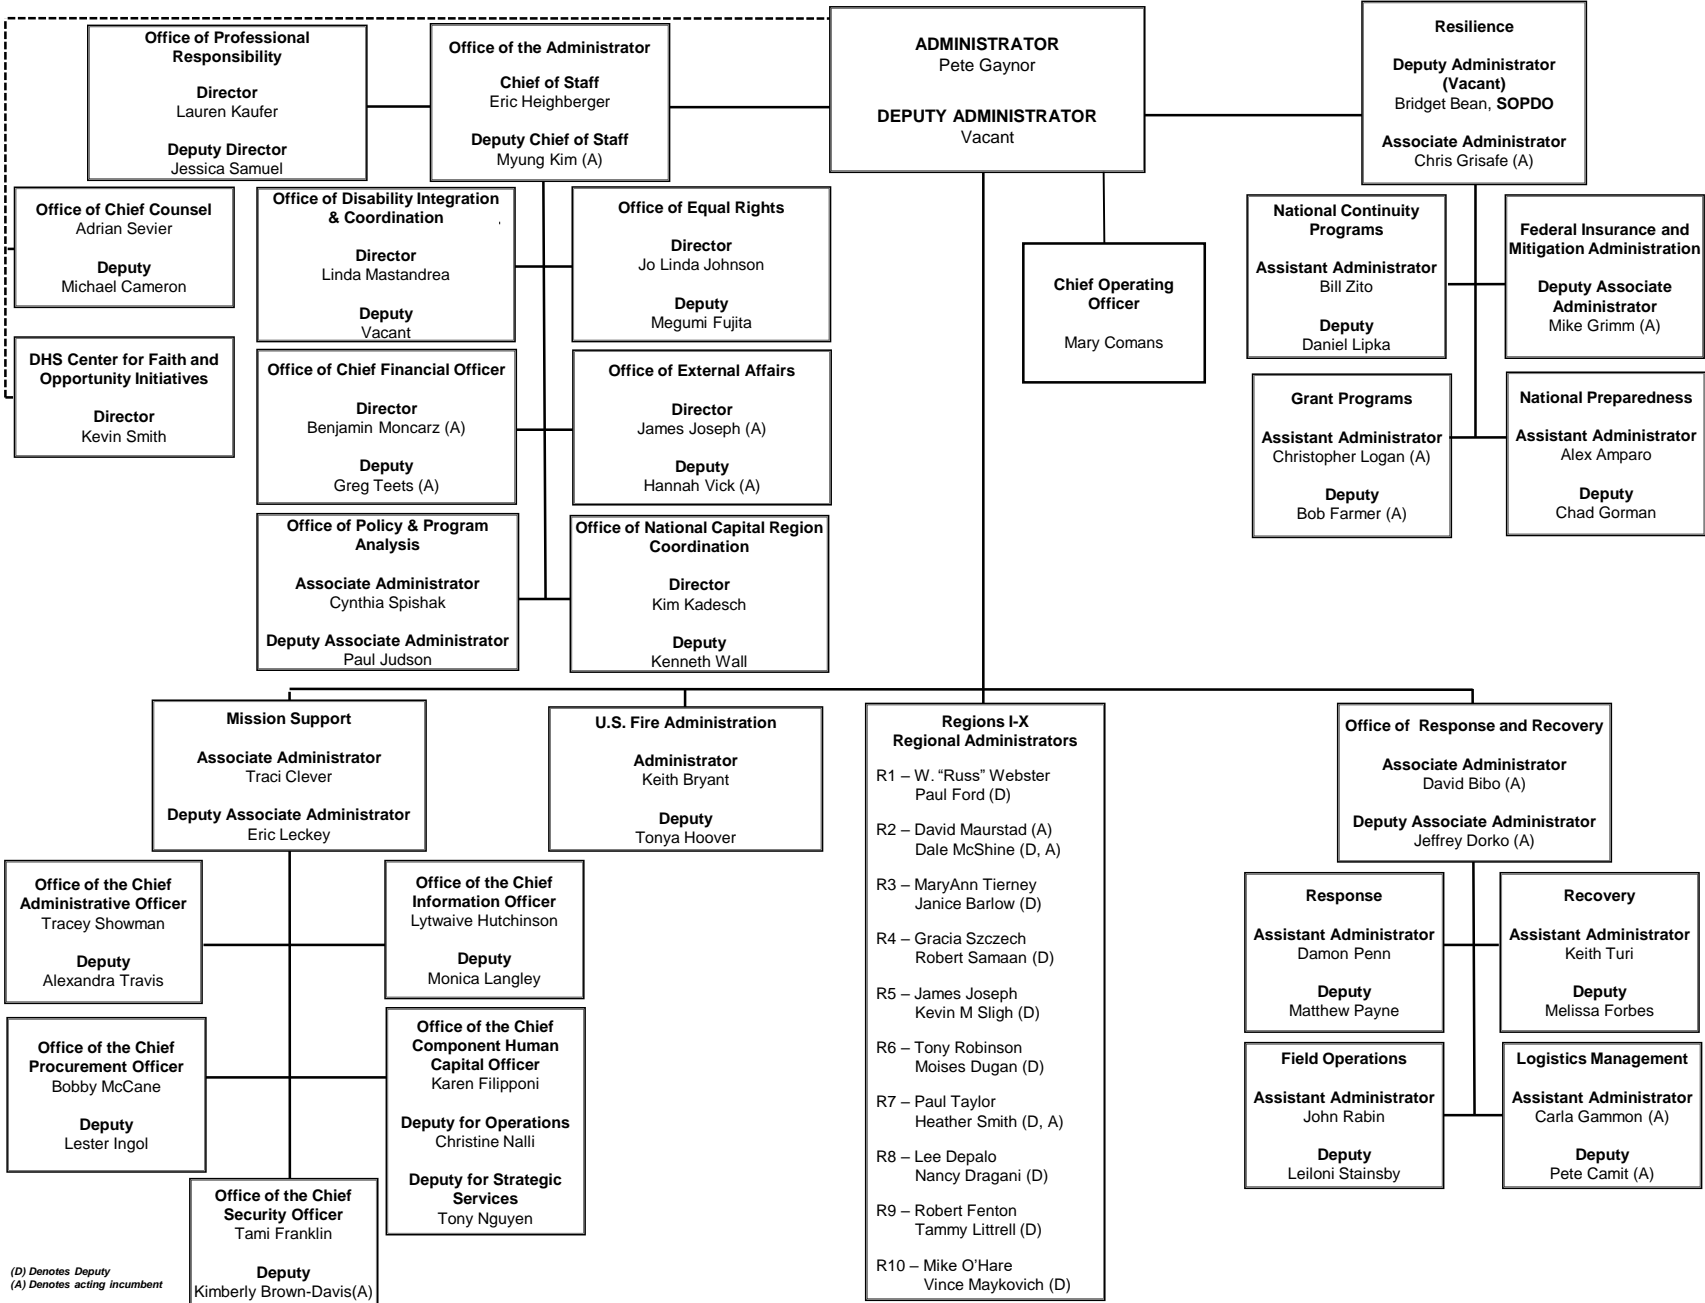 Office of Professional
Responsibility
Director
Lauren Kaufer
Deputy Director
Jessica Samuel
Office of the Administrator
Chief of Staff
Eric Heighberger
Deputy Chief of Staff
Myung Kim (A)
ADMINISTRATOR
Pete Gaynor
DEPUTY ADMINISTRATOR
Vacant
Resilience
Deputy Administrator
(Vacant)
Bridget Bean, SOPDO
Associate Administrator
Chris Grisafe (A)
Office of Chief Counsel
Adrian Sevier
Deputy
Michael Cameron
DHS Center for Faith and
Opportunity Initiatives
Director
Kevin Smith
Office of Disability Integration
& Coordination
Director
Linda Mastandrea
Deputy
Vacant
Office of Equal Rights
Director
Jo Linda Johnson
Deputy
Megumi Fujita
Office of Chief Financial Officer
Director
Benjamin Moncarz (A)
Deputy
Greg Teets (A)
Office of External Affairs
Director
James Joseph (A)
Deputy
Hannah Vick (A)
Office of Policy & Program
Analysis
Associate Administrator
Cynthia Spishak
Deputy Associate Administrator
Paul Judson
Office of National Capital Region
Coordination
Director
Kim Kadesch
Deputy
Kenneth Wall
Chief Operating
Officer
Mary Comans
National Continuity
Programs
Assistant Administrator
Bill Zito
Deputy
Daniel Lipka
Federal Insurance and
Mitigation Administration
Deputy Associate
Administrator
Mike Grimm (A)
Grant Programs
Assistant Administrator
Christopher Logan (A)
Deputy
Bob Farmer (A)
National Preparedness
Assistant Administrator
Alex Amparo
Deputy
Chad Gorman
Mission Support
Associate Administrator
Traci Clever
Deputy Associate Administrator
Eric Leckey
U.S. Fire Administration
Administrator
Keith Bryant
Deputy
Tonya Hoover
Regions I-X
Regional Administrators
R1 – W. “Russ” Webster
Paul Ford (D)
R2 – David Maurstad (A)
Dale McShine (D, A)
R3 – MaryAnn Tierney
Janice Barlow (D)
R4 – Gracia Szczech
Robert Samaan (D)
R5 – James Joseph
Kevin M Sligh (D)
R6 – Tony Robinson
Moises Dugan (D)
R7 – Paul Taylor
Heather Smith (D, A)
R8 – Lee Depalo
Nancy Dragani (D)
R9 – Robert Fenton
Tammy Littrell (D)
R10 – Mike O’Hare
Vince Maykovich (D)
Office of Response and Recovery
Associate Administrator
David Bibo (A)
Deputy Associate Administrator
Jeffrey Dorko (A)
Office of the Chief
Administrative Officer
Tracey Showman
Deputy
Alexandra Travis
Office of the Chief
Information Officer
Lytwaive Hutchinson
Deputy
Monica Langley
Office of the Chief
Procurement Officer
Bobby McCane
Deputy
Lester Ingol
Office of the Chief
Component Human
Capital Officer
Karen Filipponi
Deputy for Operations
Christine Nalli
Deputy for Strategic
Services
Tony Nguyen
Office of the Chief
Security Officer
Tami Franklin
Deputy
Kimberly Brown-Davis(A)
Response
Assistant Administrator
Damon Penn
Deputy
Matthew Payne
Recovery
Assistant Administrator
Keith Turi
Deputy
Melissa Forbes
Field Operations
Assistant Administrator
John Rabin
Deputy
Leiloni Stainsby
Logistics Management
Assistant Administrator
Carla Gammon (A)
Deputy
Pete Camit (A)
(D) Denotes Deputy
(A) Denotes acting incumbent